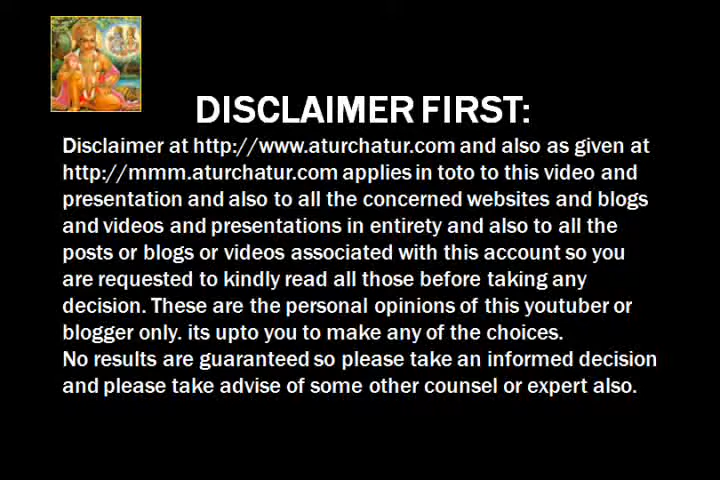 DISCLAIMER FIRST:
Disclaimer at http://www.aturchatur.com and also as given at
http://mmm.aturchatur.com applies in toto to this video and
presentation and also to all the concerned websites and blogs
and videos and presentations in entirety and also to all the
posts or blogs or videos associated with this account so you
are requested to kindly read all those before taking any
decision. These are the personal opinions of this youtuber or
blogger only. its upto you to make any of the choices.
No results are guaranteed so please take an informed decision
and please take advise of some other counsel or expert also.